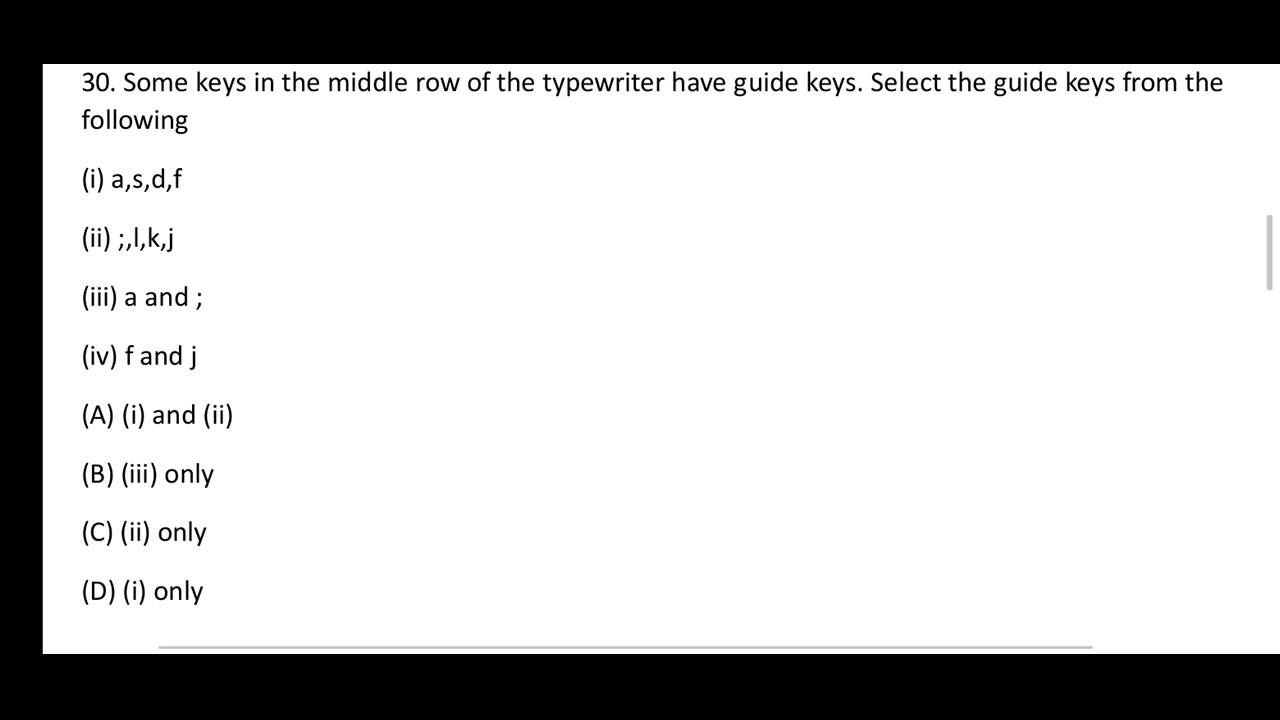 30. Some keys in the middle row of the typewriter have guide keys. Select the guide keys from the
following
(i) a,s,d,f
(ii) ;,l,k,j
(iii) a and ;
(iv) f and j
(A) (i) and (ii)
(B) (iii) only
(C) (ii) only
(D) (i) only